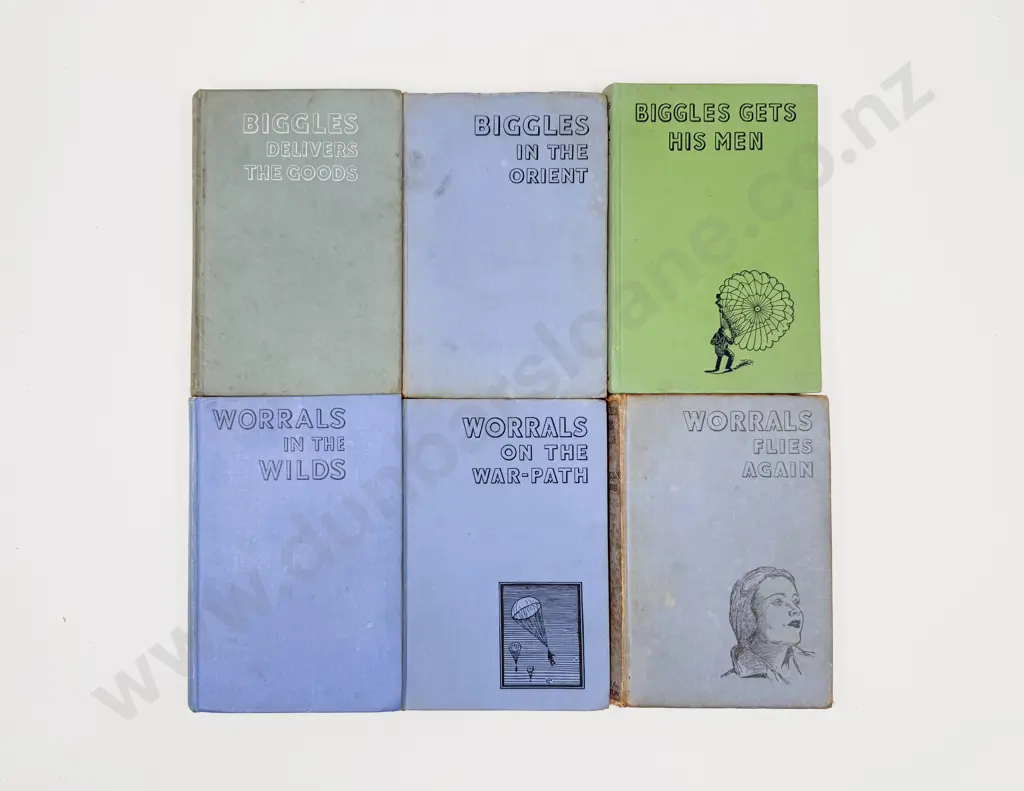 BIGGLES
DELIVERS
THE GOODS
BIGGLES
IN THE
ORIENT
BIGGLES GETS
HIS MEN
WORRALS
IN THE
WILDS
WORRALS
ON THE
WAR-PATH
WORRALS
FLIES
AGAIN
www.dunbarsloane.co.nz